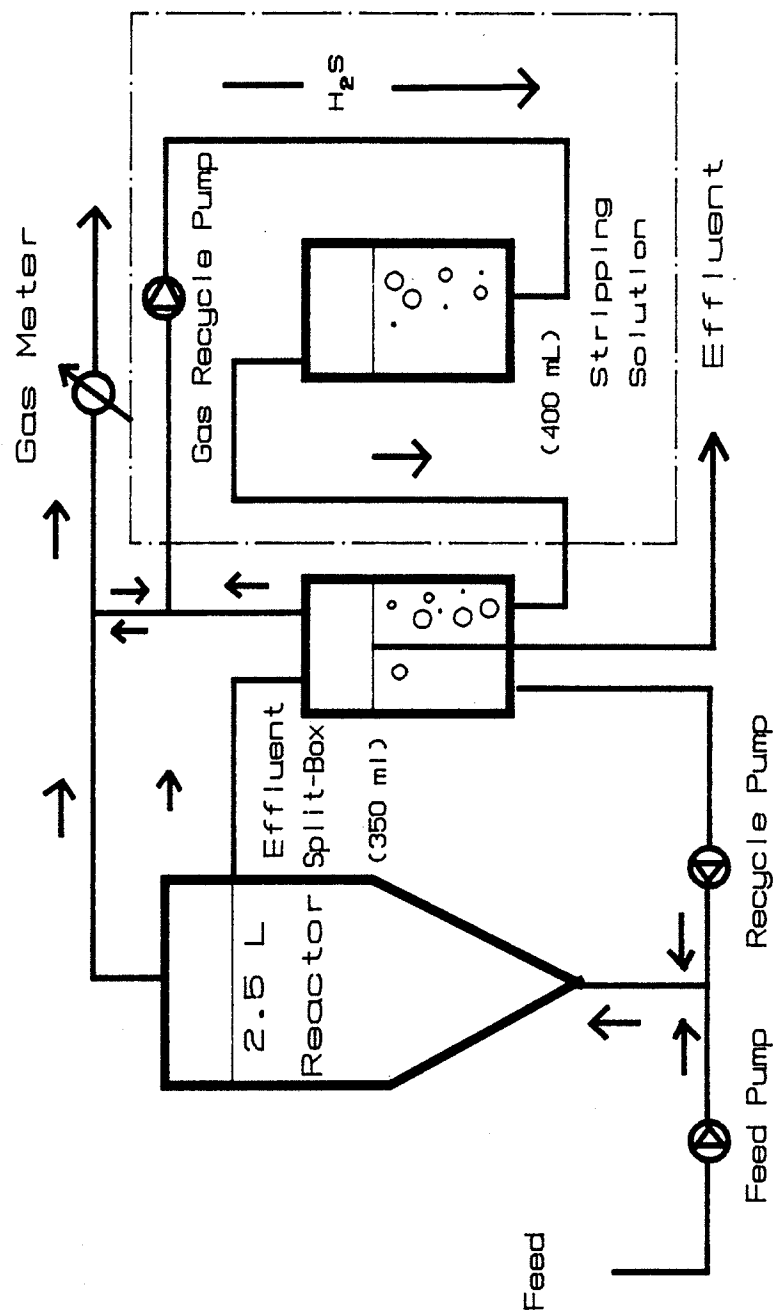 Gas Meter
Gas Recycle Pump
H₂S
Effluent
Split-Box
(350 ml)
2.5 L
Reactor
(400 mL)
Stripping
Solution
Effluent
Feed
Feed Pump
Recycle Pump